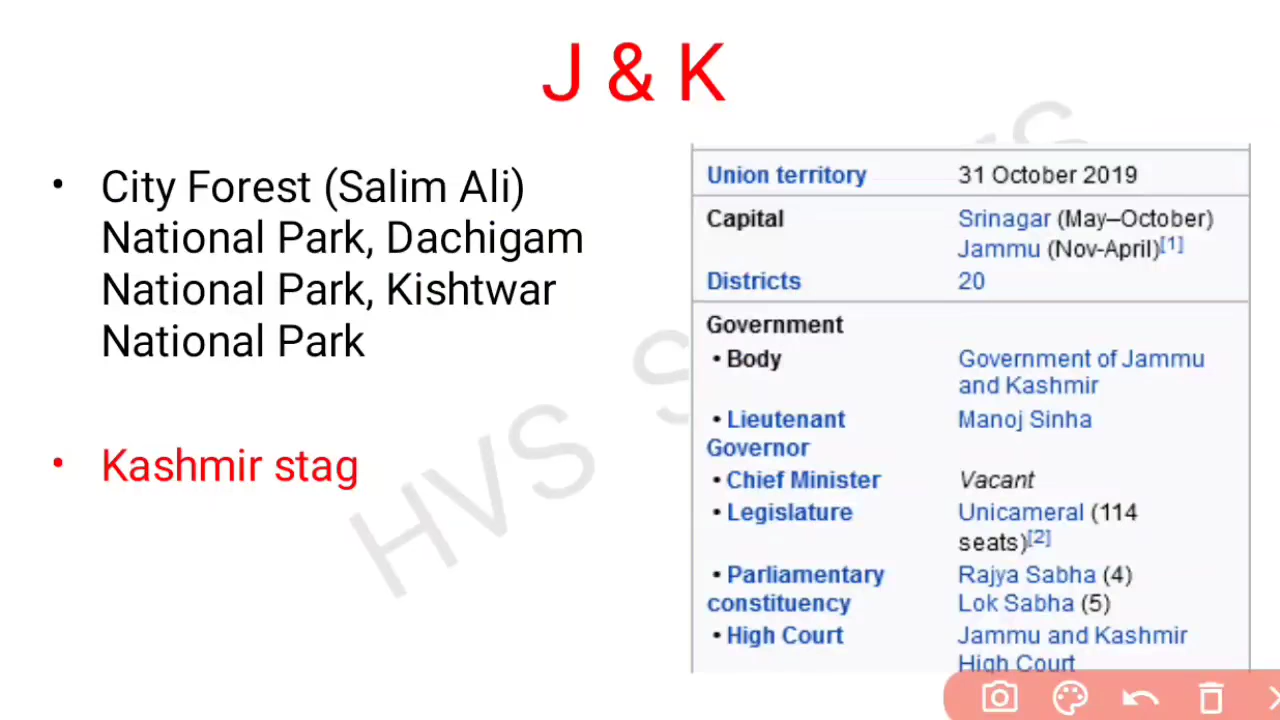 J & K
• City Forest (Salim Ali)
National Park, Dachigam
National Park, Kishtwar
National Park
• Kashmir stag
Union territory 31 October 2019
Capital Srinagar (May–October)
Jammu (Nov-April)[1]
Districts 20
Government
• Body Government of Jammu
and Kashmir
• Lieutenant Manoj Sinha
Governor
• Chief Minister Vacant
• Legislature Unicameral (114
seats)[2]
• Parliamentary Rajya Sabha (4)
constituency Lok Sabha (5)
• High Court Jammu and Kashmir
High Court
HVS S